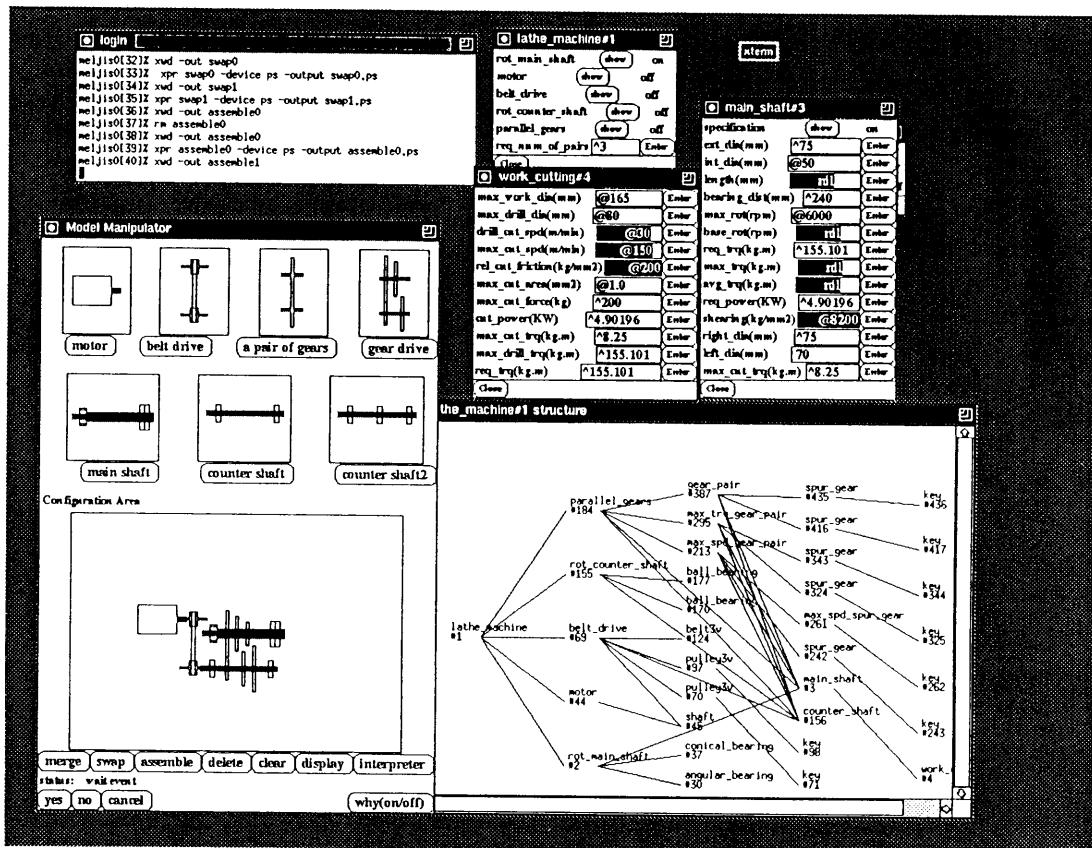 login
meljis0[32]% xwd -out swap0
meljis0[33]% xpr swap0 -device ps -output swap0.ps
meljis0[34]% xwd -out swap1
meljis0[35]% xpr swap1 -device ps -output swap1.ps
meljis0[36]% xwd -out assemble0
meljis0[37]% rm assemble0
meljis0[38]% xwd -out assemble0
meljis0[39]% xpr assemble0 -device ps -output assemble0.ps
meljis0[40]% xwd -out assemble1
lathe_machine#1
rot_main_shaft show on
motor show off
belt_drive show off
rot_counter_shaft show off
parallel_gears show off
req_num_of_pairs ^3 Enter
Close
xterm
main_shaft#3
specification show on
ext_dia(mm) ^75 Enter
int_dia(mm) @50 Enter
length(mm) rdl Enter
bearing_dist(mm) ^240 Enter
max_rot(rpm) @6000 Enter
base_rot(rpm) rdl Enter
req_trq(kg.m) ^155.101 Enter
max_trq(kg.m) rdl Enter
avg_trq(kg.m) rdl Enter
req_power(KW) ^4.90196 Enter
shearing(kg/mm2) @8200 Enter
right_dia(mm) ^75 Enter
left_dia(mm) 70 Enter
max_cut_trq(kg.m) ^8.25 Enter
Close
work_cutting#4
max_work_dia(mm) @165 Enter
max_drill_dia(mm) @80 Enter
drill_cut_spd(m/min) @30 Enter
max_cut_spd(m/min) @150 Enter
rel_cut_friction(kg/mm2) @200 Enter
max_cut_area(mm2) @1.0 Enter
max_cut_force(kg) ^200 Enter
cut_power(KW) ^4.90196 Enter
max_cut_trq(kg.m) ^8.25 Enter
max_drill_trq(kg.m) ^155.101 Enter
req_trq(kg.m) ^155.101 Enter
Close
Model Manipulator
motor belt drive a pair of gears gear drive
main shaft counter shaft counter shaft2
Configuration Area
merge swap assemble delete clear display interpreter
status: wait event
yes no cancel why(on/off)
the_machine#1 structure
lathe_machine
#1
parallel_gears
#184
rot_counter_shaft
#155
belt_drive
#69
motor
#44
rot_main_shaft
#2
gear_pair
#387
max_trq_gear_pair
#295
max_spd_gear_pair
#213
ball_bearing
#177
ball_bearing
#170
belt3v
#124
pulley3v
#97
pulley3v
#70
shaft
#45
conical_bearing
#37
angular_bearing
#30
spur_gear
#435
spur_gear
#416
spur_gear
#343
spur_gear
#324
max_spd_spur_gear
#261
spur_gear
#242
main_shaft
#3
counter_shaft
#156
key
#98
key
#71
key
#436
key
#417
key
#344
key
#325
key
#262
key
#243
work_
#4